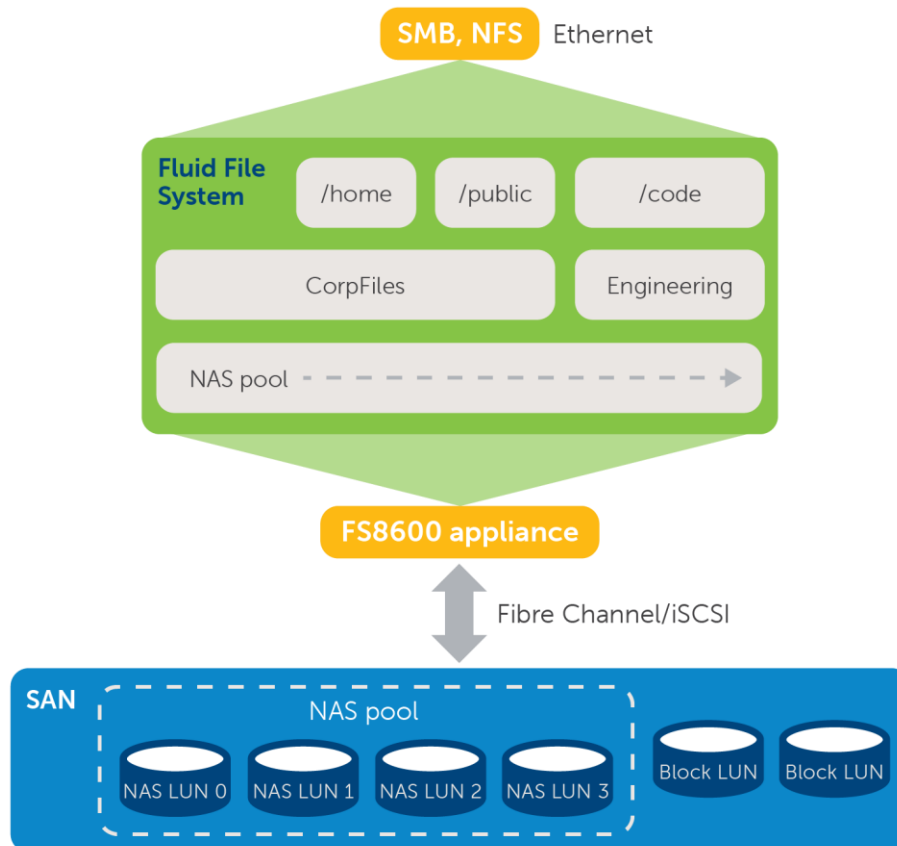 SMB, NFS Ethernet
Fluid File
System
/home /public /code
CorpFiles Engineering
NAS pool
FS8600 appliance
Fibre Channel/iSCSI
SAN
NAS pool
NAS LUN 0 NAS LUN 1 NAS LUN 2 NAS LUN 3 Block LUN Block LUN